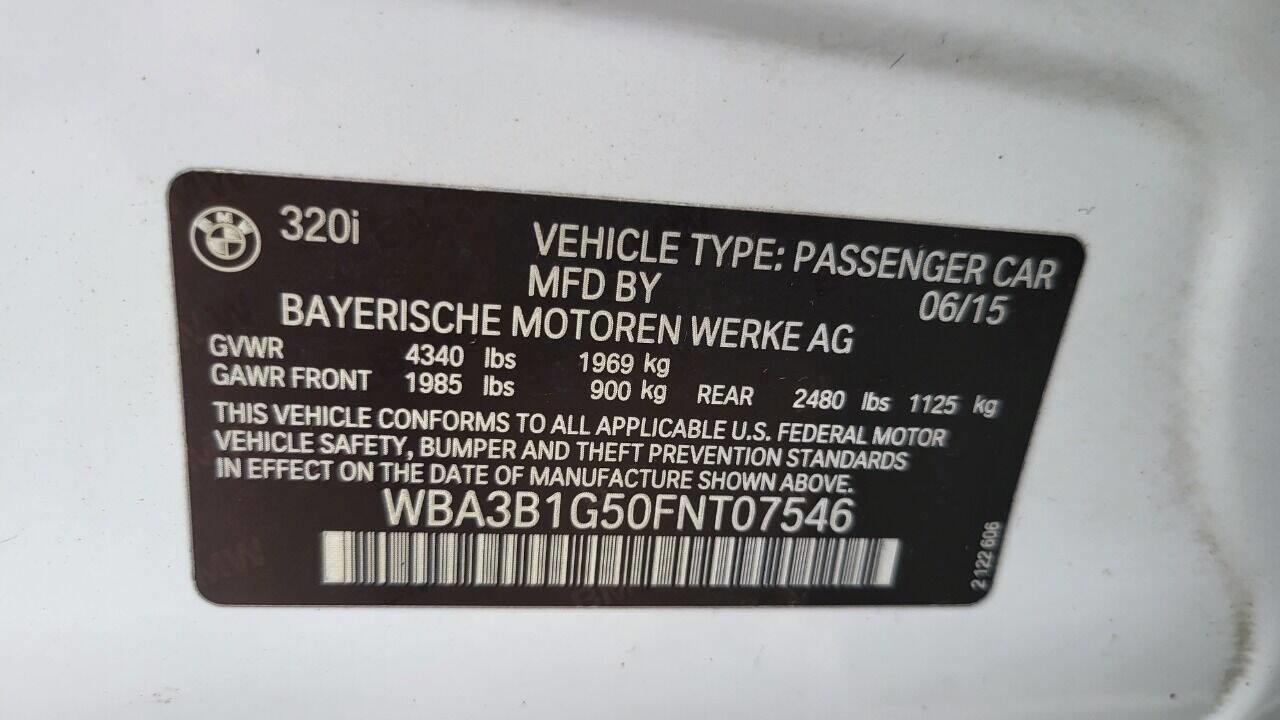 BMW 320i
VEHICLE TYPE: PASSENGER CAR
MFD BY 06/15
BAYERISCHE MOTOREN WERKE AG
GVWR 4340 lbs 1969 kg
GAWR FRONT 1985 lbs 900 kg REAR 2480 lbs 1125 kg
THIS VEHICLE CONFORMS TO ALL APPLICABLE U.S. FEDERAL MOTOR
VEHICLE SAFETY, BUMPER AND THEFT PREVENTION STANDARDS
IN EFFECT ON THE DATE OF MANUFACTURE SHOWN ABOVE.
WBA3B1G50FNT07546
2 122 606